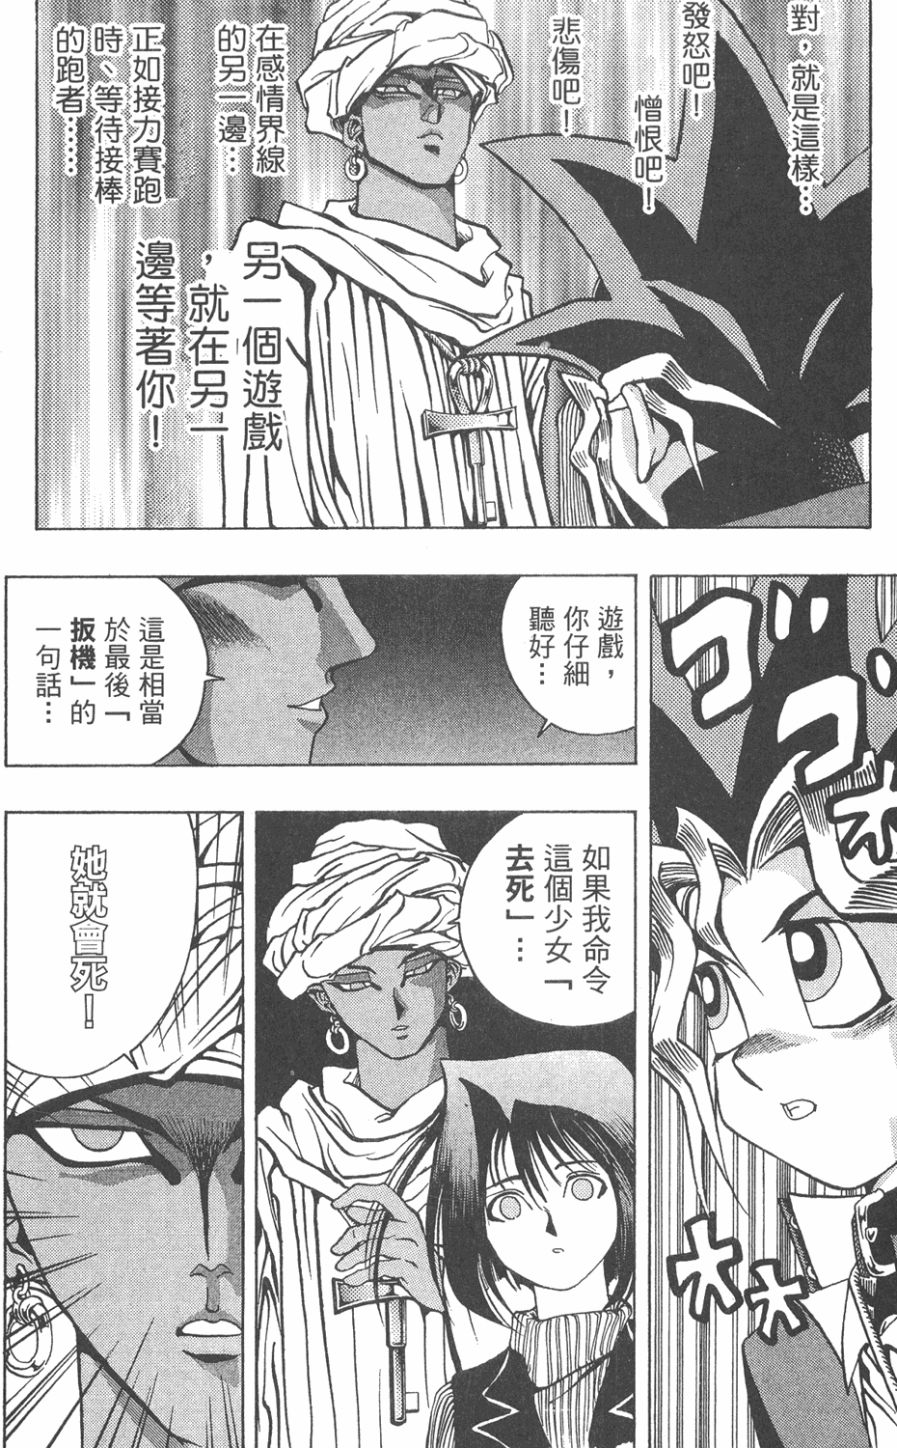 對，就是這樣…
發怒吧！
憎恨吧！
悲傷吧！
在感情界線
的另一邊…
正如接力賽跑
時、等待接棒
的跑者……
另一個遊戲
，就在另一
邊等著你！
ゴゴ
オオオ
遊戲，
你仔細
聽好…
這是相當
於最後「
扳機」的
一句話…
如果我命令
這個少女「
去死」…
她就會死！